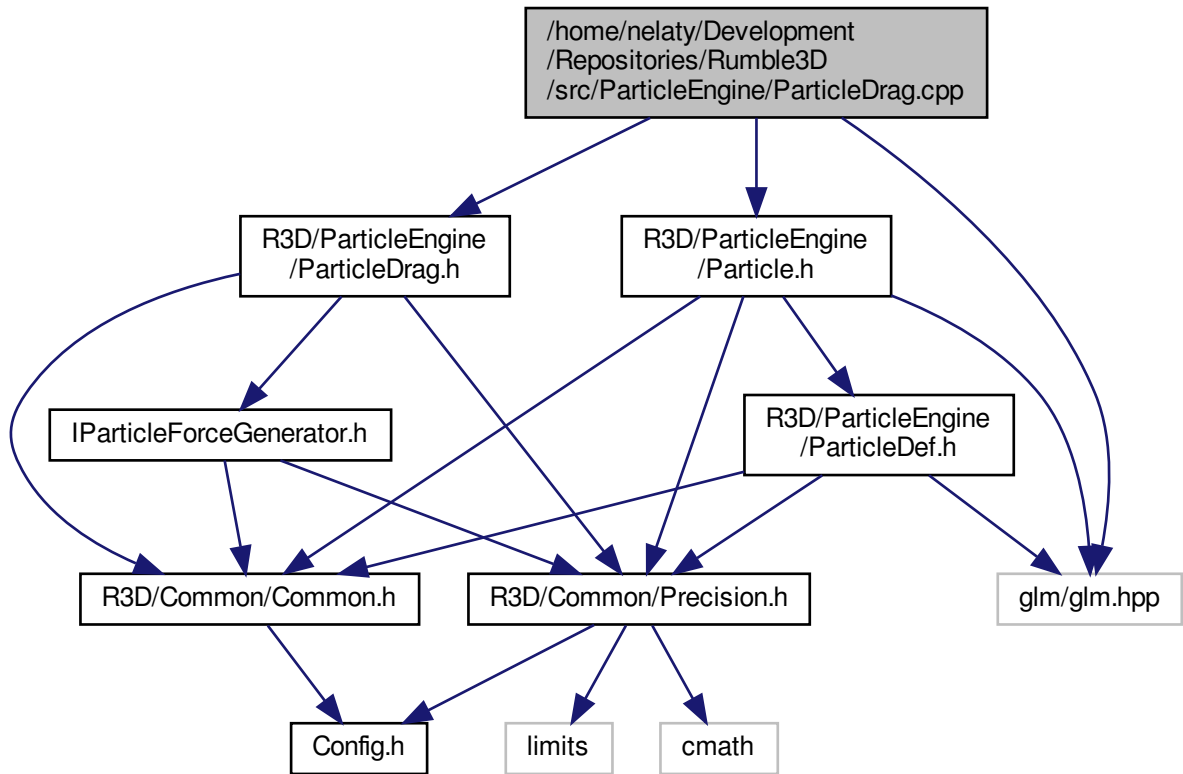 /home/nelaty/Development
/Repositories/Rumble3D
/src/ParticleEngine/ParticleDrag.cpp
R3D/ParticleEngine
/ParticleDrag.h
R3D/ParticleEngine
/Particle.h
IParticleForceGenerator.h
R3D/ParticleEngine
/ParticleDef.h
R3D/Common/Common.h
R3D/Common/Precision.h
glm/glm.hpp
Config.h
limits
cmath